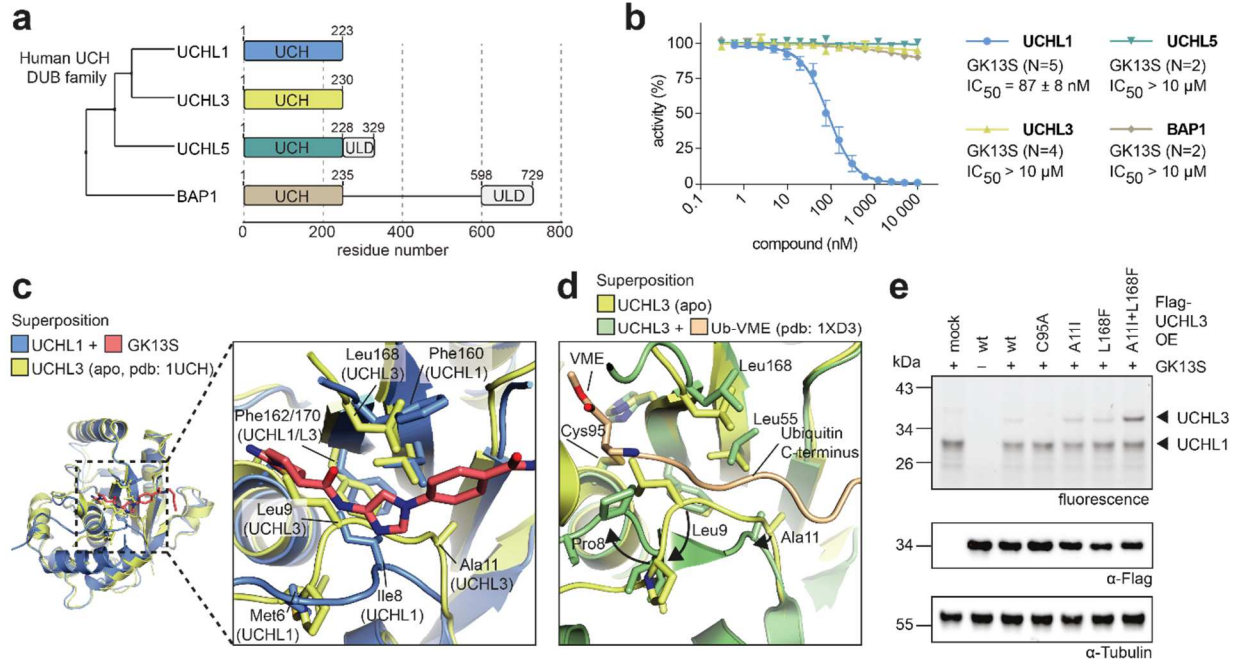 a
Human UCH
DUB family
UCHL1
1
223
UCH
UCHL3
1
230
UCH
UCHL5
1
228
329
UCH
ULD
BAP1
1
235
598
729
UCH
ULD
0
200
400
600
800
residue number
b
100
75
50
25
0
activity (%)
0.1
1
10
100
1 000
10 000
compound (nM)
UCHL1
GK13S (N=5)
IC50 = 87 ± 8 nM
UCHL5
GK13S (N=2)
IC50 > 10 µM
UCHL3
GK13S (N=4)
IC50 > 10 µM
BAP1
GK13S (N=2)
IC50 > 10 µM
c
Superposition
UCHL1 + GK13S
UCHL3 (apo, pdb: 1UCH)
Leu168
(UCHL3)
Phe160
(UCHL1)
Phe162/170
(UCHL1/L3)
Leu9
(UCHL3)
Ala11
(UCHL3)
Ile8
(UCHL1)
Met6
(UCHL1)
d
Superposition
UCHL3 (apo)
UCHL3 + Ub-VME (pdb: 1XD3)
VME
Leu168
Cys95
Leu55
Ubiquitin
C-terminus
Pro8
Leu9
Ala11
e
mock
wt
wt
C95A
A11I
L168F
A11I+L168F
Flag-
UCHL3
OE
+ − + + + + + GK13S
kDa
43
34
26
UCHL3
UCHL1
fluorescence
34
α-Flag
55
α-Tubulin